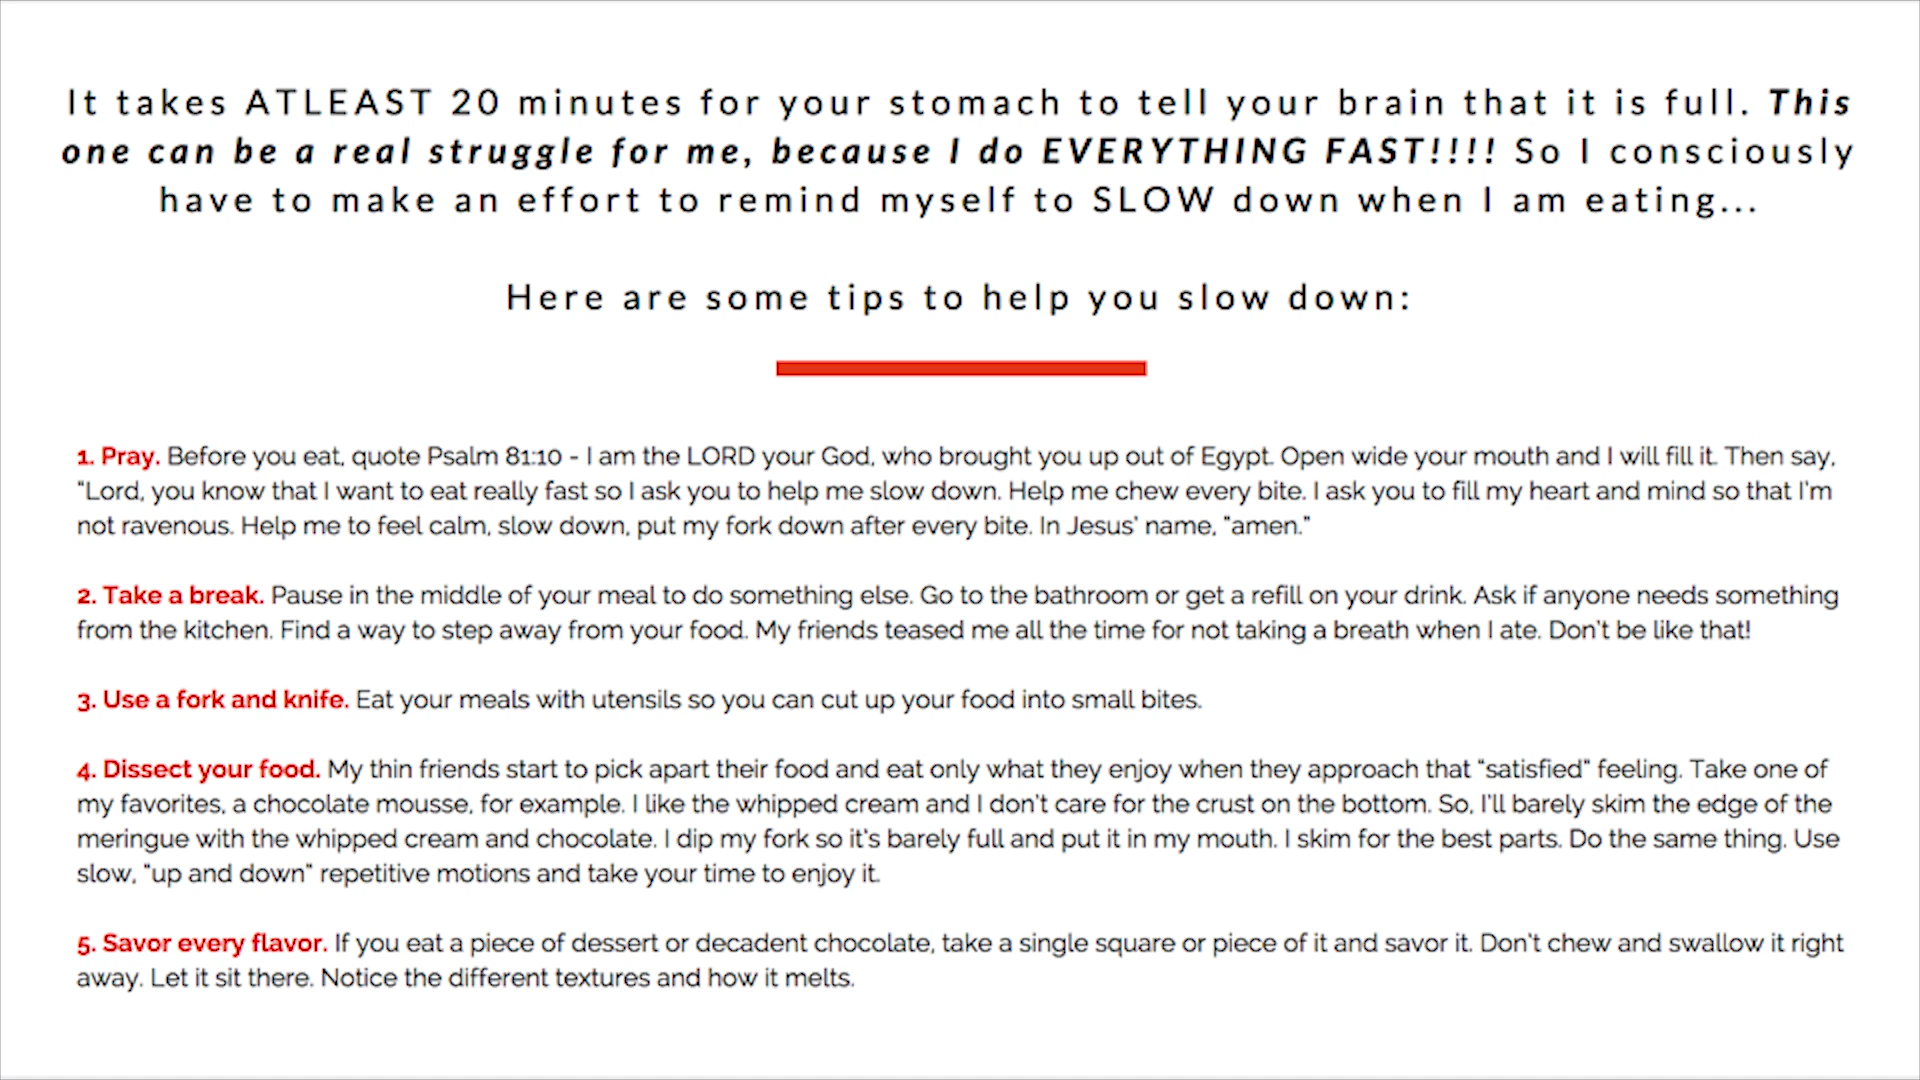 It takes ATLEAST 20 minutes for your stomach to tell your brain that it is full. This
one can be a real struggle for me, because I do EVERYTHING FAST!!!! So I consciously
have to make an effort to remind myself to SLOW down when I am eating...
Here are some tips to help you slow down:
1. Pray. Before you eat, quote Psalm 81:10 - I am the LORD your God, who brought you up out of Egypt. Open wide your mouth and I will fill it. Then say,
"Lord, you know that I want to eat really fast so I ask you to help me slow down. Help me chew every bite. I ask you to fill my heart and mind so that I'm
not ravenous. Help me to feel calm, slow down, put my fork down after every bite. In Jesus' name, "amen."
2. Take a break. Pause in the middle of your meal to do something else. Go to the bathroom or get a refill on your drink. Ask if anyone needs something
from the kitchen. Find a way to step away from your food. My friends teased me all the time for not taking a breath when I ate. Don't be like that!
3. Use a fork and knife. Eat your meals with utensils so you can cut up your food into small bites.
4. Dissect your food. My thin friends start to pick apart their food and eat only what they enjoy when they approach that "satisfied" feeling. Take one of
my favorites, a chocolate mousse, for example. I like the whipped cream and I don't care for the crust on the bottom. So, I'll barely skim the edge of the
meringue with the whipped cream and chocolate. I dip my fork so it's barely full and put it in my mouth. I skim for the best parts. Do the same thing. Use
slow, "up and down" repetitive motions and take your time to enjoy it.
5. Savor every flavor. If you eat a piece of dessert or decadent chocolate, take a single square or piece of it and savor it. Don't chew and swallow it right
away. Let it sit there. Notice the different textures and how it melts.